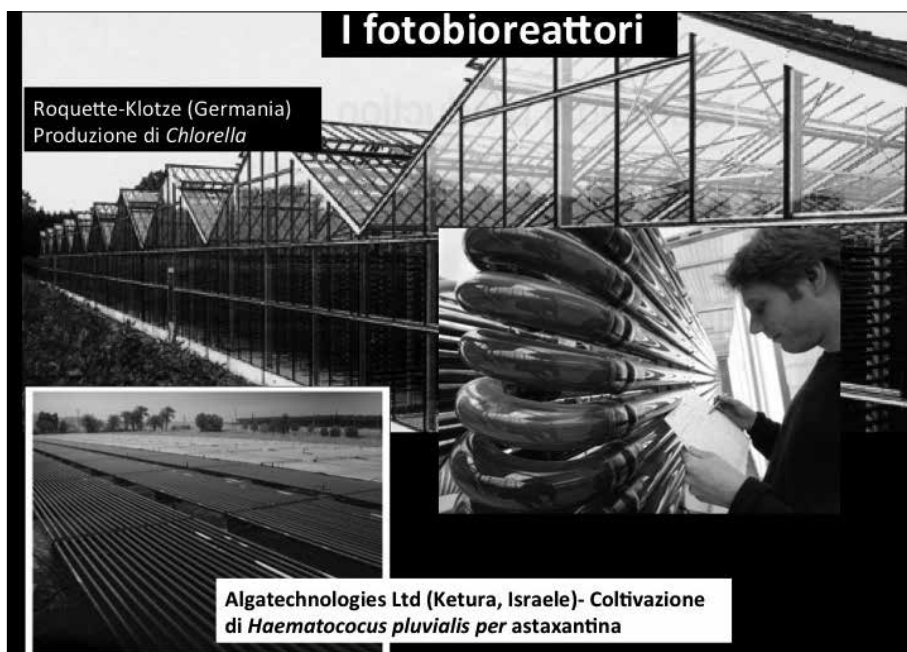 I fotobioreattori
Roquette-Klotze (Germania)
Produzione di Chlorella
Algatechnologies Ltd (Ketura, Israele)- Coltivazione
di Haematococus pluvialis per astaxantina